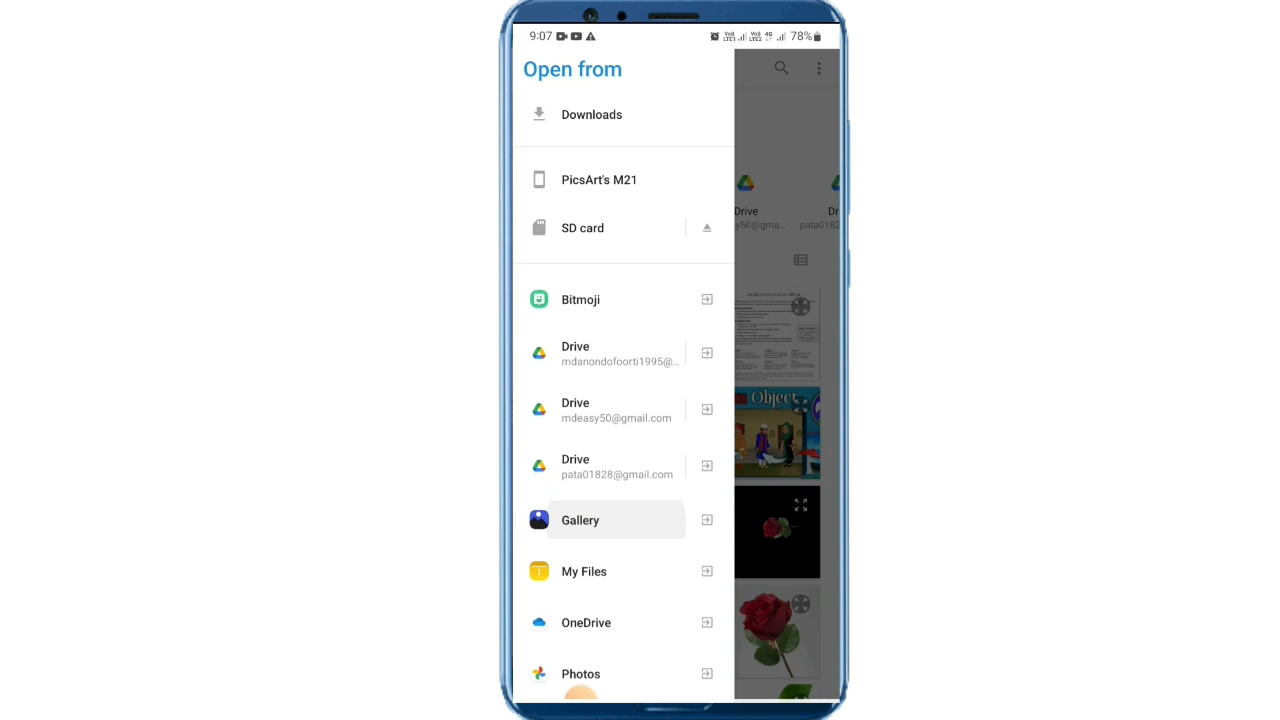 9:07
78%
Open from
Downloads
PicsArt's M21
SD card
Bitmoji
Drive
mdanondofoorti1995@...
Drive
mdeasy50@gmail.com
Drive
pata01828@gmail.com
Gallery
My Files
OneDrive
Photos
Drive
y50@gma...
Dr
pata0182
Object